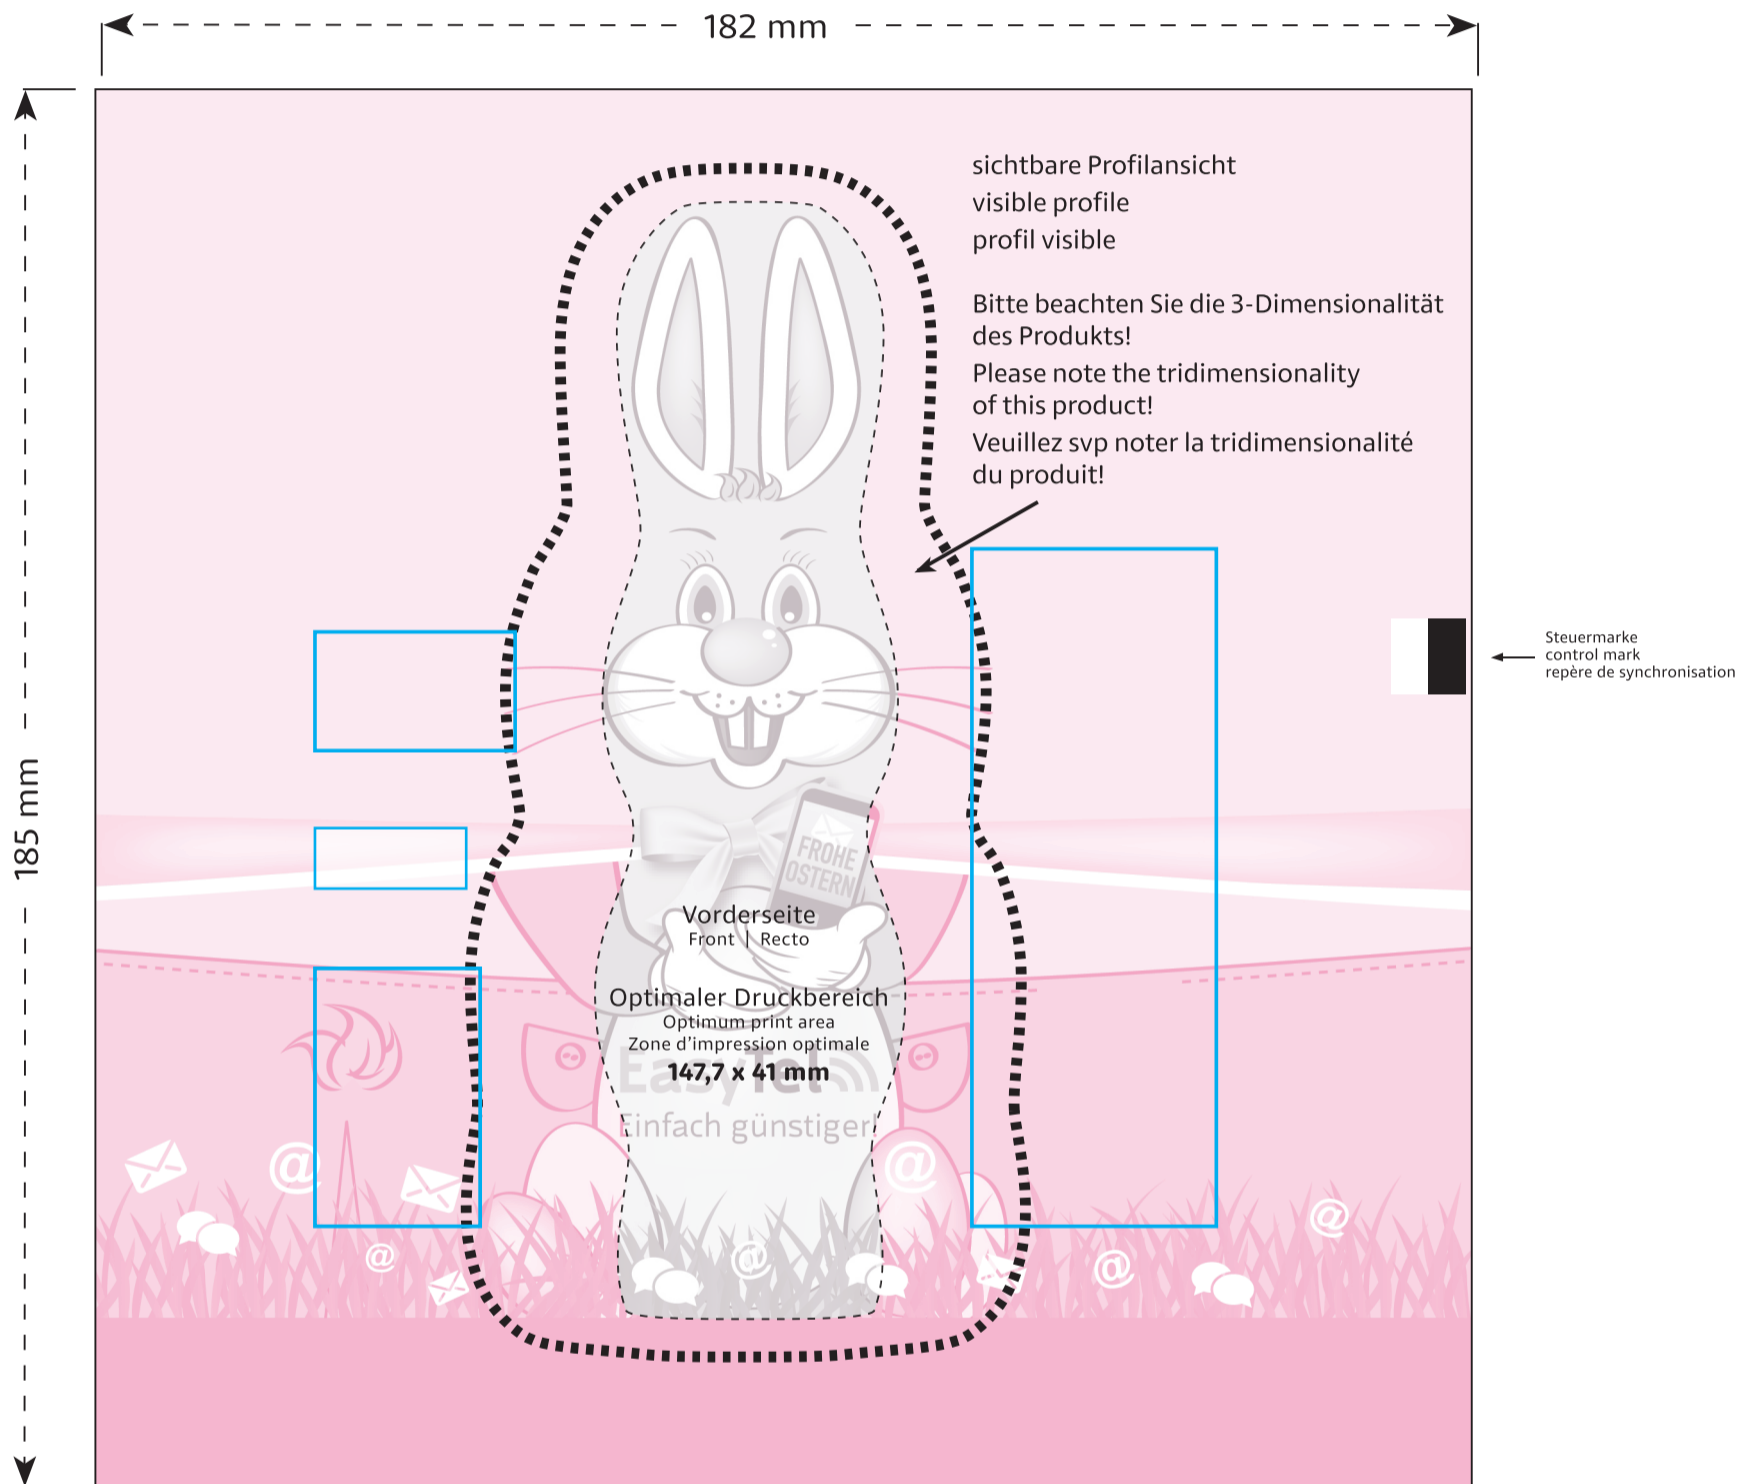 182 mm
185 mm
sichtbare Profilansicht
visible profile
profil visible
Bitte beachten Sie die 3-Dimensionalität
des Produkts!
Please note the tridimensionality
of this product!
Veuillez svp noter la tridimensionalité
du produit!
Steuermarke
control mark
repère de synchronisation
FROHE
OSTERN
Vorderseite
Front | Recto
Optimaler Druckbereich
Optimum print area
Zone d'impression optimale
EasyTel
147,7 x 41 mm
Einfach günstiger!
@
@
@
@
@
@